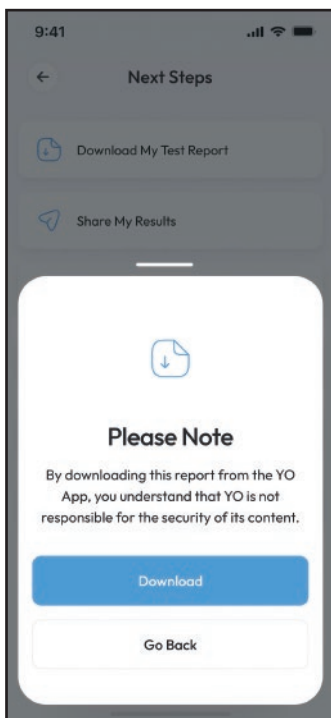 9:41
Next Steps
Download My Test Report
Share My Results
Please Note
By downloading this report from the YO
App, you understand that YO is not
responsible for the security of its content.
Download
Go Back